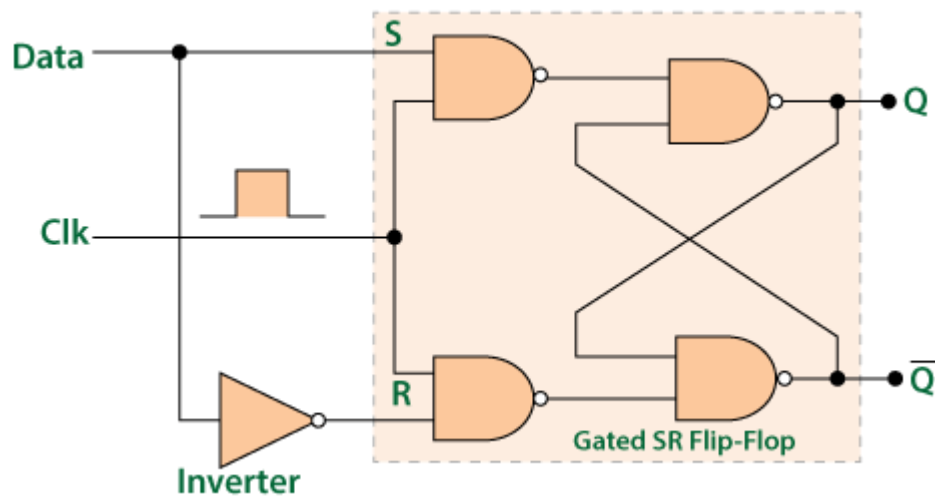 S
Data
Q
Clk
R
Q̅
Gated SR Flip-Flop
Inverter